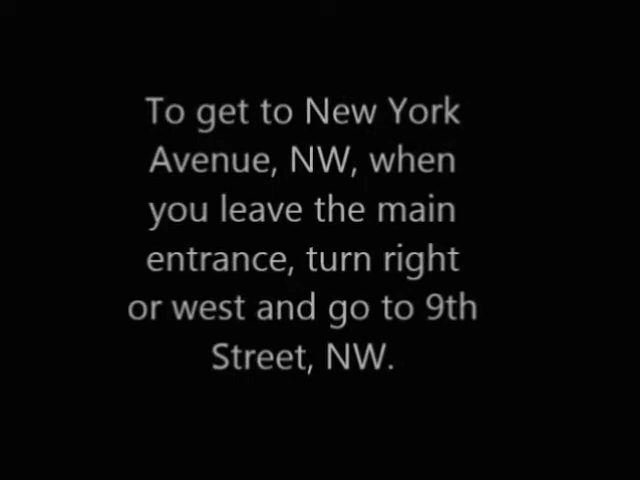 To get to New York
Avenue, NW, when
you leave the main
entrance, turn right
or west and go to 9th
Street, NW.